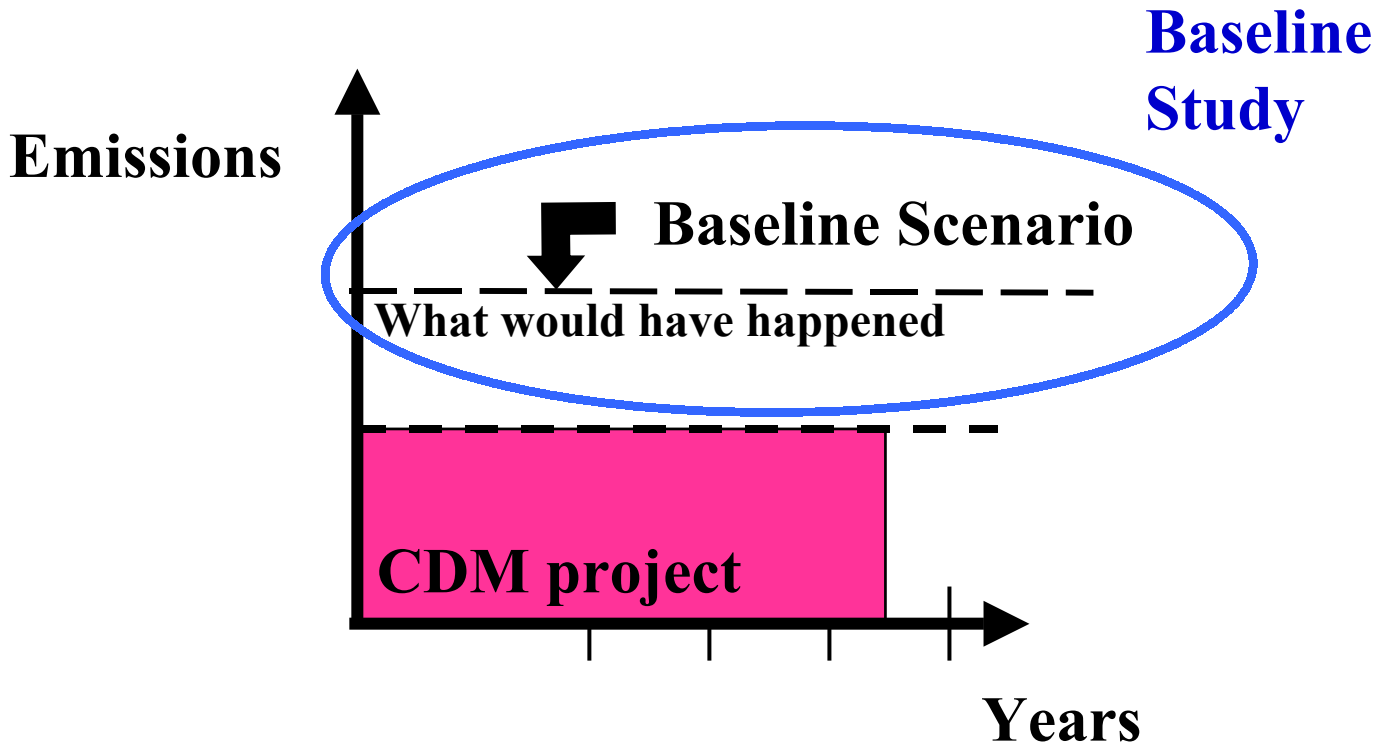 Baseline
Study
Emissions
Baseline Scenario
What would have happened
CDM project
Years